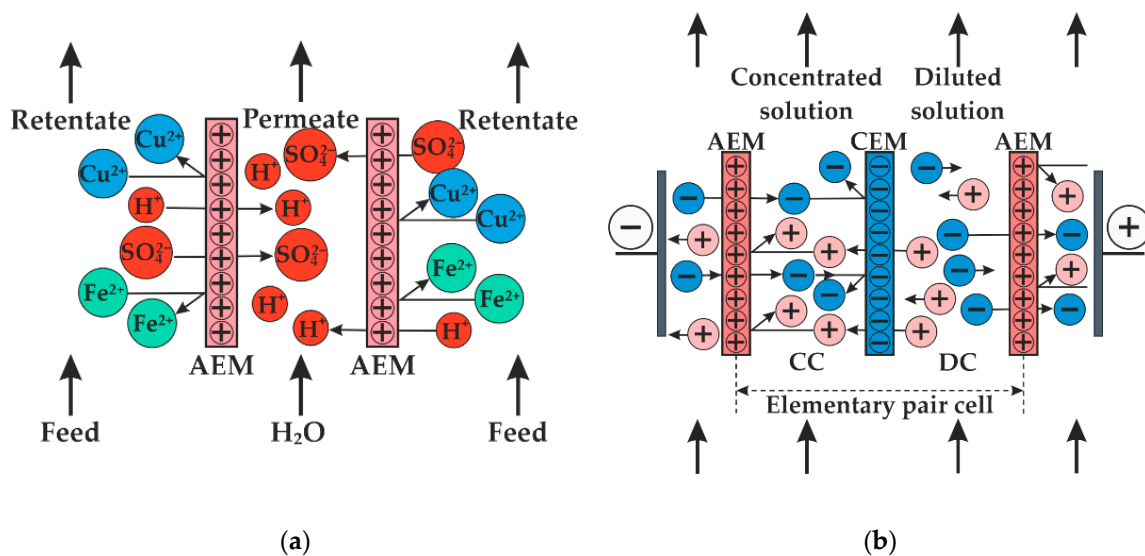 Retentate
Permeate
Retentate
Cu²⁺
Cu²⁺
H⁺
SO₄²⁻
Fe²⁺
Fe²⁺
+
+
+
+
+
+
+
+
+
+
AEM
SO₄²⁻
H⁺
H⁺
SO₄²⁻
H⁺
H⁺
+
+
+
+
+
+
+
+
+
+
AEM
SO₄²⁻
Cu²⁺
Cu²⁺
Fe²⁺
Fe²⁺
H⁺
Feed
H₂O
Feed
(a)
Concentrated
solution
Diluted
solution
AEM
CEM
AEM
−
+
−
+
−
+
+
+
+
+
+
+
+
+
+
+
+
−
−
+
+
−
−
+
+
−
−
−
−
−
−
−
−
−
−
−
+
+
−
−
+
−
+
+
+
+
+
+
+
+
+
+
+
+
−
+
−
−
+
CC
DC
Elementary pair cell
(b)